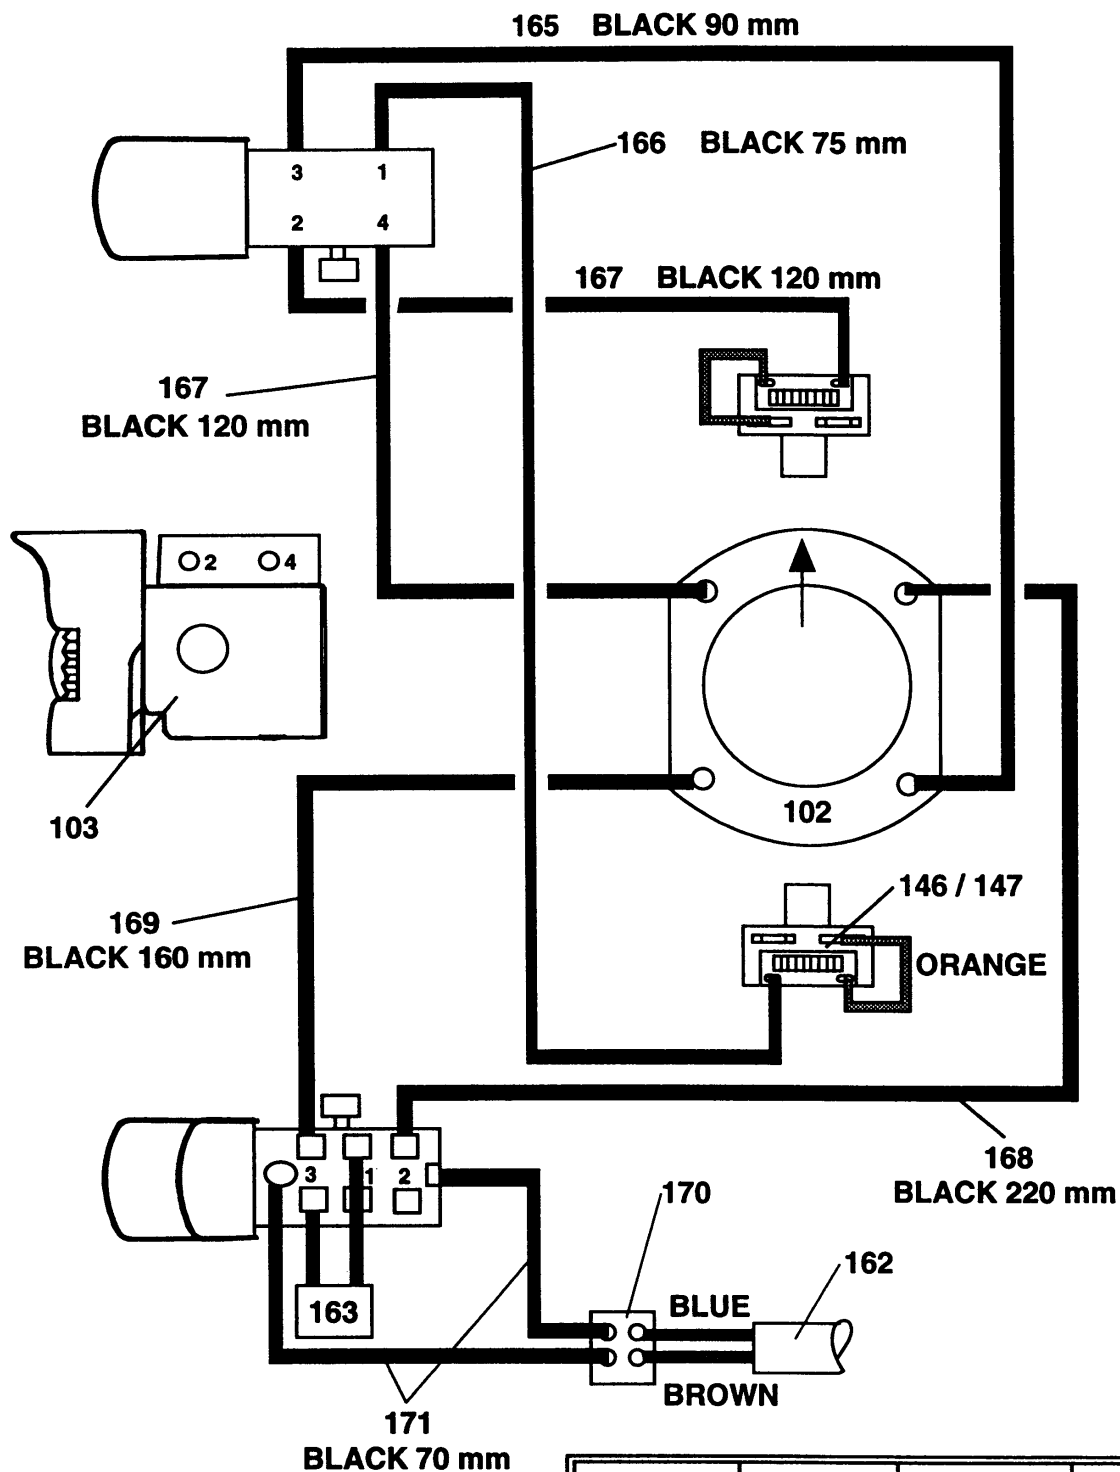 165 BLACK 90 mm
166 BLACK 75 mm
3 1
2 4
167 BLACK 120 mm
167
BLACK 120 mm
2 4
103
102
146 / 147
169
BLACK 160 mm
ORANGE
3 1 2
168
BLACK 220 mm
170
162
163
BLUE
BROWN
171
BLACK 70 mm